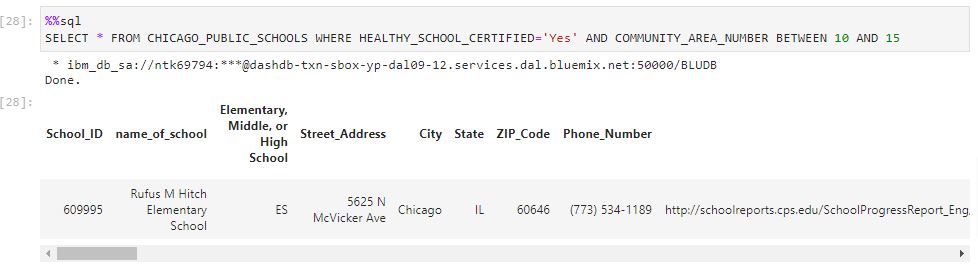 [28]: %%sql
SELECT * FROM CHICAGO_PUBLIC_SCHOOLS WHERE HEALTHY_SCHOOL_CERTIFIED='Yes' AND COMMUNITY_AREA_NUMBER BETWEEN 10 AND 15
* ibm_db_sa://ntk69794:***@dashdb-txn-sbox-yp-dal09-12.services.dal.bluemix.net:50000/BLUDB
Done.
[28]:
Elementary,
Middle, or
School_ID name_of_school High Street_Address City State ZIP_Code Phone_Number
School
Rufus M Hitch
609995 Elementary ES 5625 N McVicker Ave Chicago IL 60646 (773) 534-1189 http://schoolreports.cps.edu/SchoolProgressReport_Eng
School